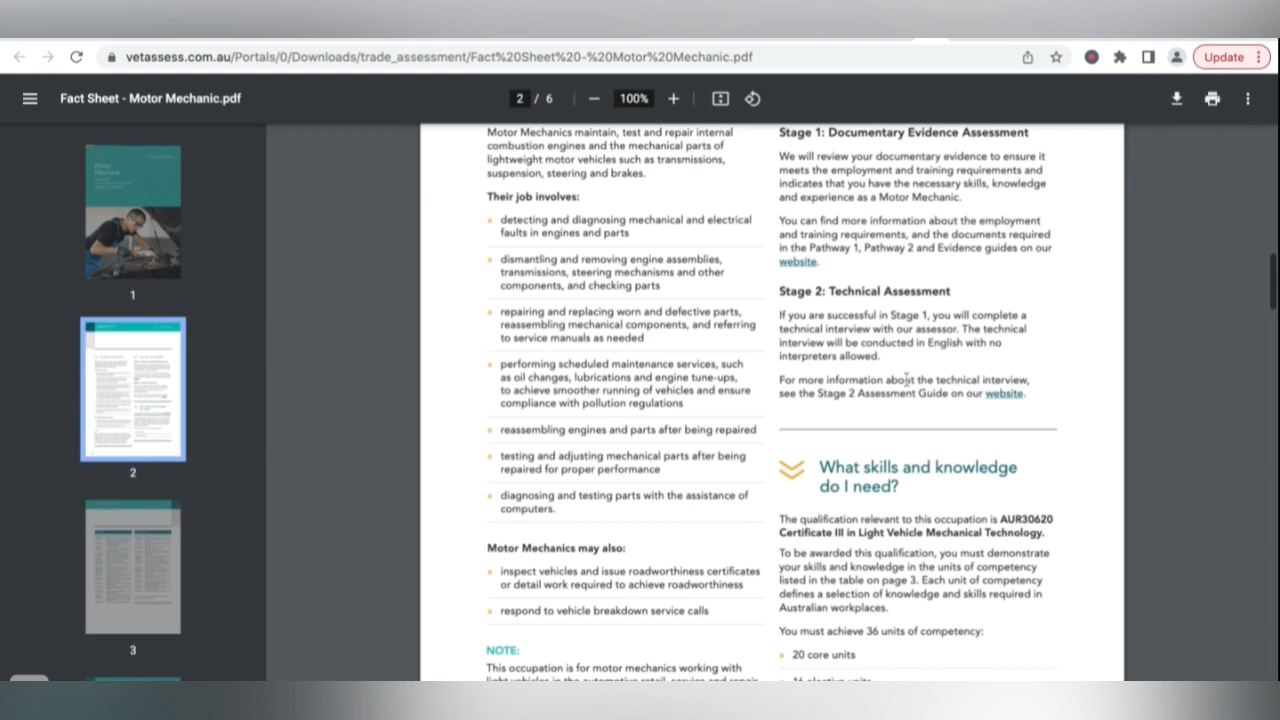 vetassess.com.au/Portals/0/Downloads/trade_assessment/Fact%20Sheet%20-%20Motor%20Mechanic.pdf
Update
Fact Sheet - Motor Mechanic.pdf
2 / 6
100%
1
2
3
Motor Mechanics maintain, test and repair internal
combustion engines and the mechanical parts of
lightweight motor vehicles such as transmissions,
suspension, steering and brakes.
Their job involves:
detecting and diagnosing mechanical and electrical
faults in engines and parts
dismantling and removing engine assemblies,
transmissions, steering mechanisms and other
components, and checking parts
repairing and replacing worn and defective parts,
reassembling mechanical components, and referring
to service manuals as needed
performing scheduled maintenance services, such
as oil changes, lubrications and engine tune-ups,
to achieve smoother running of vehicles and ensure
compliance with pollution regulations
reassembling engines and parts after being repaired
testing and adjusting mechanical parts after being
repaired for proper performance
diagnosing and testing parts with the assistance of
computers.
Motor Mechanics may also:
inspect vehicles and issue roadworthiness certificates
or detail work required to achieve roadworthiness
respond to vehicle breakdown service calls
NOTE:
This occupation is for motor mechanics working with
light vehicles in the automotive retail, service and repair
Stage 1: Documentary Evidence Assessment
We will review your documentary evidence to ensure it
meets the employment and training requirements and
indicates that you have the necessary skills, knowledge
and experience as a Motor Mechanic.
You can find more information about the employment
and training requirements, and the documents required
in the Pathway 1, Pathway 2 and Evidence guides on our
website.
Stage 2: Technical Assessment
If you are successful in Stage 1, you will complete a
technical interview with our assessor. The technical
interview will be conducted in English with no
interpreters allowed.
For more information about the technical interview,
see the Stage 2 Assessment Guide on our website.
What skills and knowledge
do I need?
The qualification relevant to this occupation is AUR30620
Certificate III in Light Vehicle Mechanical Technology.
To be awarded this qualification, you must demonstrate
your skills and knowledge in the units of competency
listed in the table on page 3. Each unit of competency
defines a selection of knowledge and skills required in
Australian workplaces.
You must achieve 36 units of competency:
20 core units
16 elective units